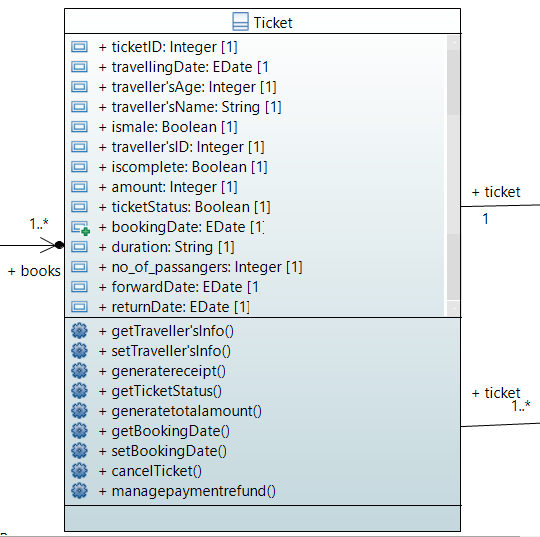 Ticket
+ ticketID: Integer [1]
+ travellingDate: EDate [1
+ traveller'sAge: Integer [1]
+ traveller'sName: String [1]
+ ismale: Boolean [1]
+ traveller'sID: Integer [1]
+ iscomplete: Boolean [1]
+ amount: Integer [1]
+ ticket
+ ticketStatus: Boolean [1]
1
1..*
+ bookingDate: EDate [1]
+ duration: String [1]
+ books
+ no_of_passangers: Integer [1]
+ forwardDate: EDate [1
+ returnDate: EDate [1]
+ getTraveller'sInfo()
+ setTraveller'sInfo()
+ generatereceipt()
+ getTicketStatus()
+ ticket
1..*
+ generatetotalamount()
+ getBookingDate()
+ setBookingDate()
+ cancelTicket()
+ managepaymentrefund()